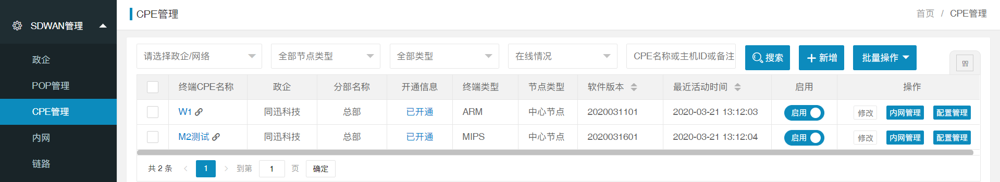 SDWAN管理
政企
POP管理
CPE管理
内网
链路
CPE管理
首页 / CPE管理
请选择政企/网络 全部节点类型 全部类型 在线情况 CPE名称或主机ID或备注 搜索 新增 批量操作
终端CPE名称 政企 分部名称 开通信息 终端类型 节点类型 软件版本 最近活动时间 启用 操作
W1 同迅科技 总部 已开通 ARM 中心节点 2020031101 2020-03-21 13:12:03 启用 修改 内网管理 配置管理
M2测试 同迅科技 总部 已开通 MIPS 中心节点 2020031601 2020-03-21 13:12:04 启用 修改 内网管理 配置管理
共 2 条 1 到第 1 页 确定